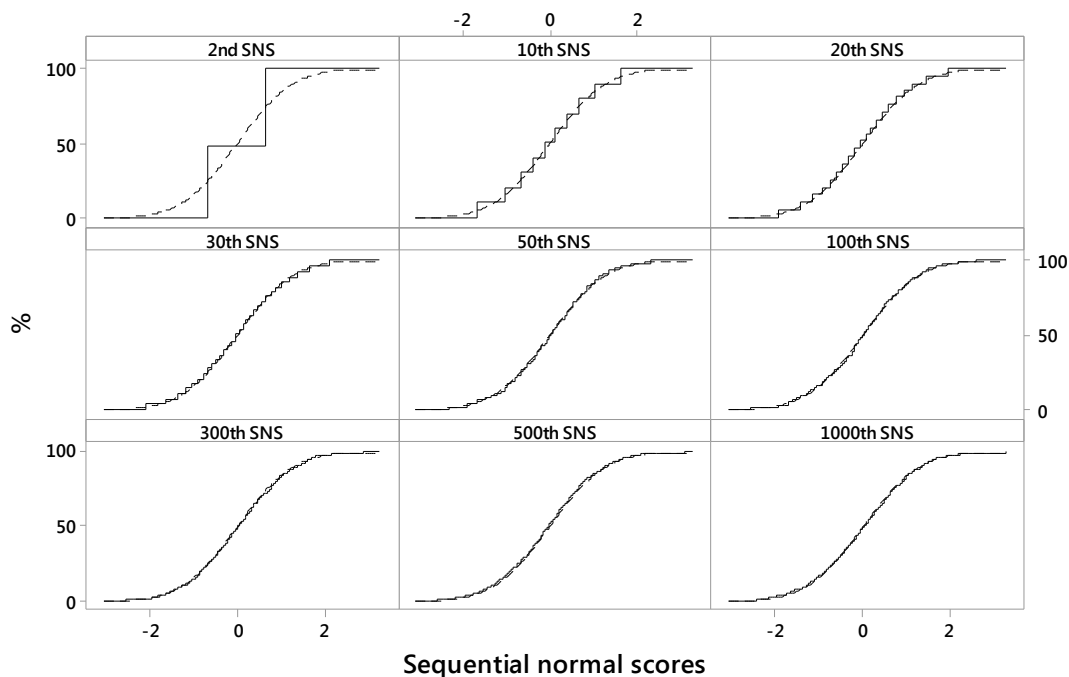 -2 0 2
2nd SNS 10th SNS 20th SNS
100
50
0
30th SNS 50th SNS 100th SNS
100
50
0
%
300th SNS 500th SNS 1000th SNS
100
50
0
-2 0 2 -2 0 2
Sequential normal scores